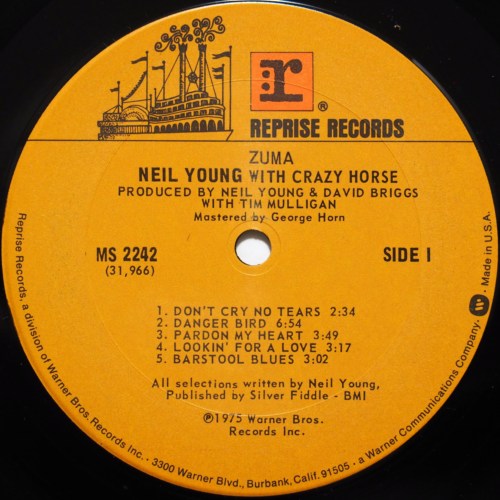 :r
®
REPRISE RECORDS
ZUMA
NEIL YOUNG WITH CRAZY HORSE
PRODUCED BY NEIL YOUNG & DAVID BRIGGS
WITH TIM MULLIGAN
Mastered by George Horn
MS 2242
(31,966)
SIDE 1
1. DON'T CRY NO TEARS 2:34
2. DANGER BIRD 6:54
3. PARDON MY HEART 3:49
4. LOOKIN' FOR A LOVE 3:17
5. BARSTOOL BLUES 3:02
All selections written by Neil Young,
Published by Silver Fiddle - BMI
℗1975 Warner Bros.
Records Inc.
Reprise Records, a division of Warner Bros. Records Inc. - 3300 Warner Blvd., Burbank, Calif. 91505 - a Warner Communications Company - W - Made in U.S.A.